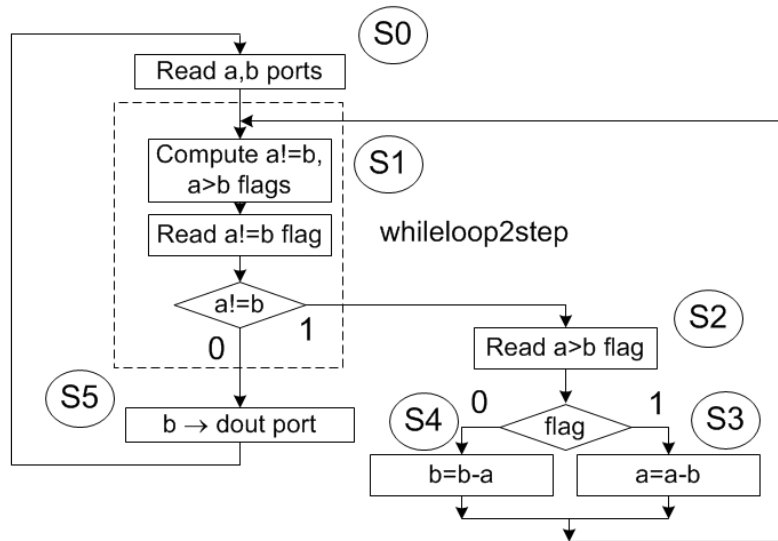 S0
Read a,b ports
Compute a!=b,
a>b flags
S1
Read a!=b flag
whileloop2step
a!=b
1
0
S2
Read a>b flag
S5
b → dout port
S4
0
flag
1
S3
b=b-a
a=a-b